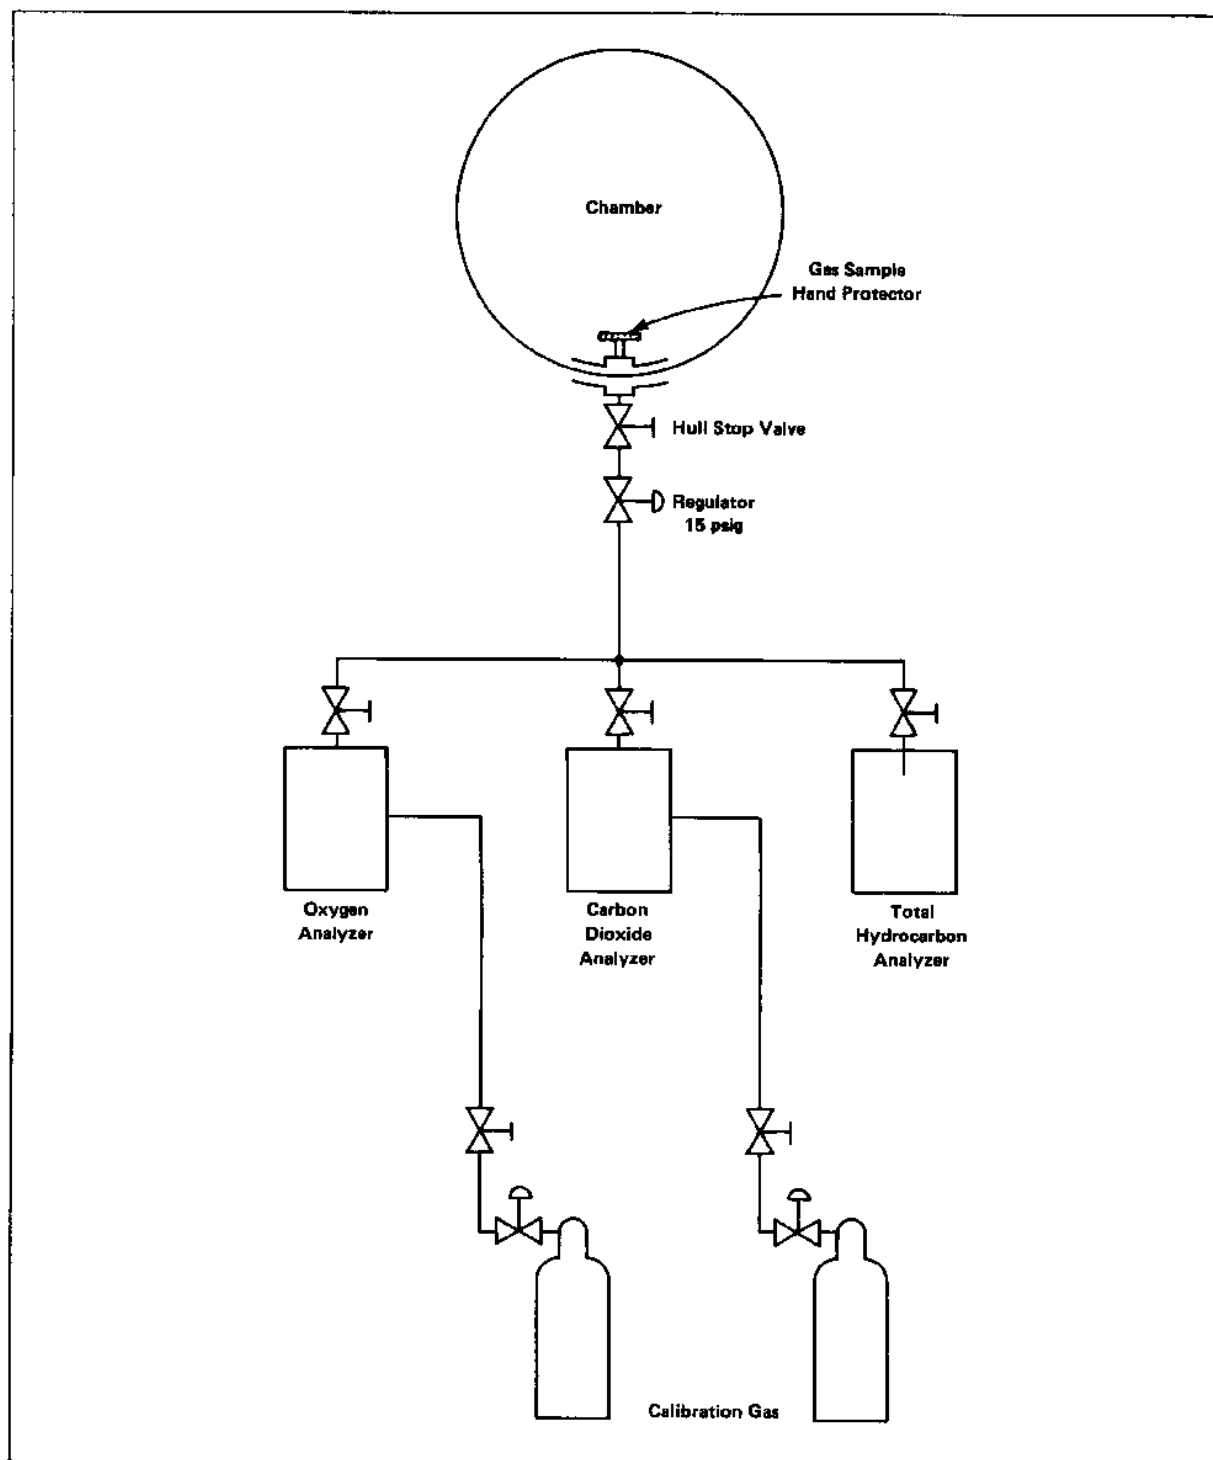 Chamber
Gas Sample
Hand Protector
Hull Stop Valve
Regulator
15 psig
Oxygen
Analyzer
Carbon
Dioxide
Analyzer
Total
Hydrocarbon
Analyzer
Calibration Gas